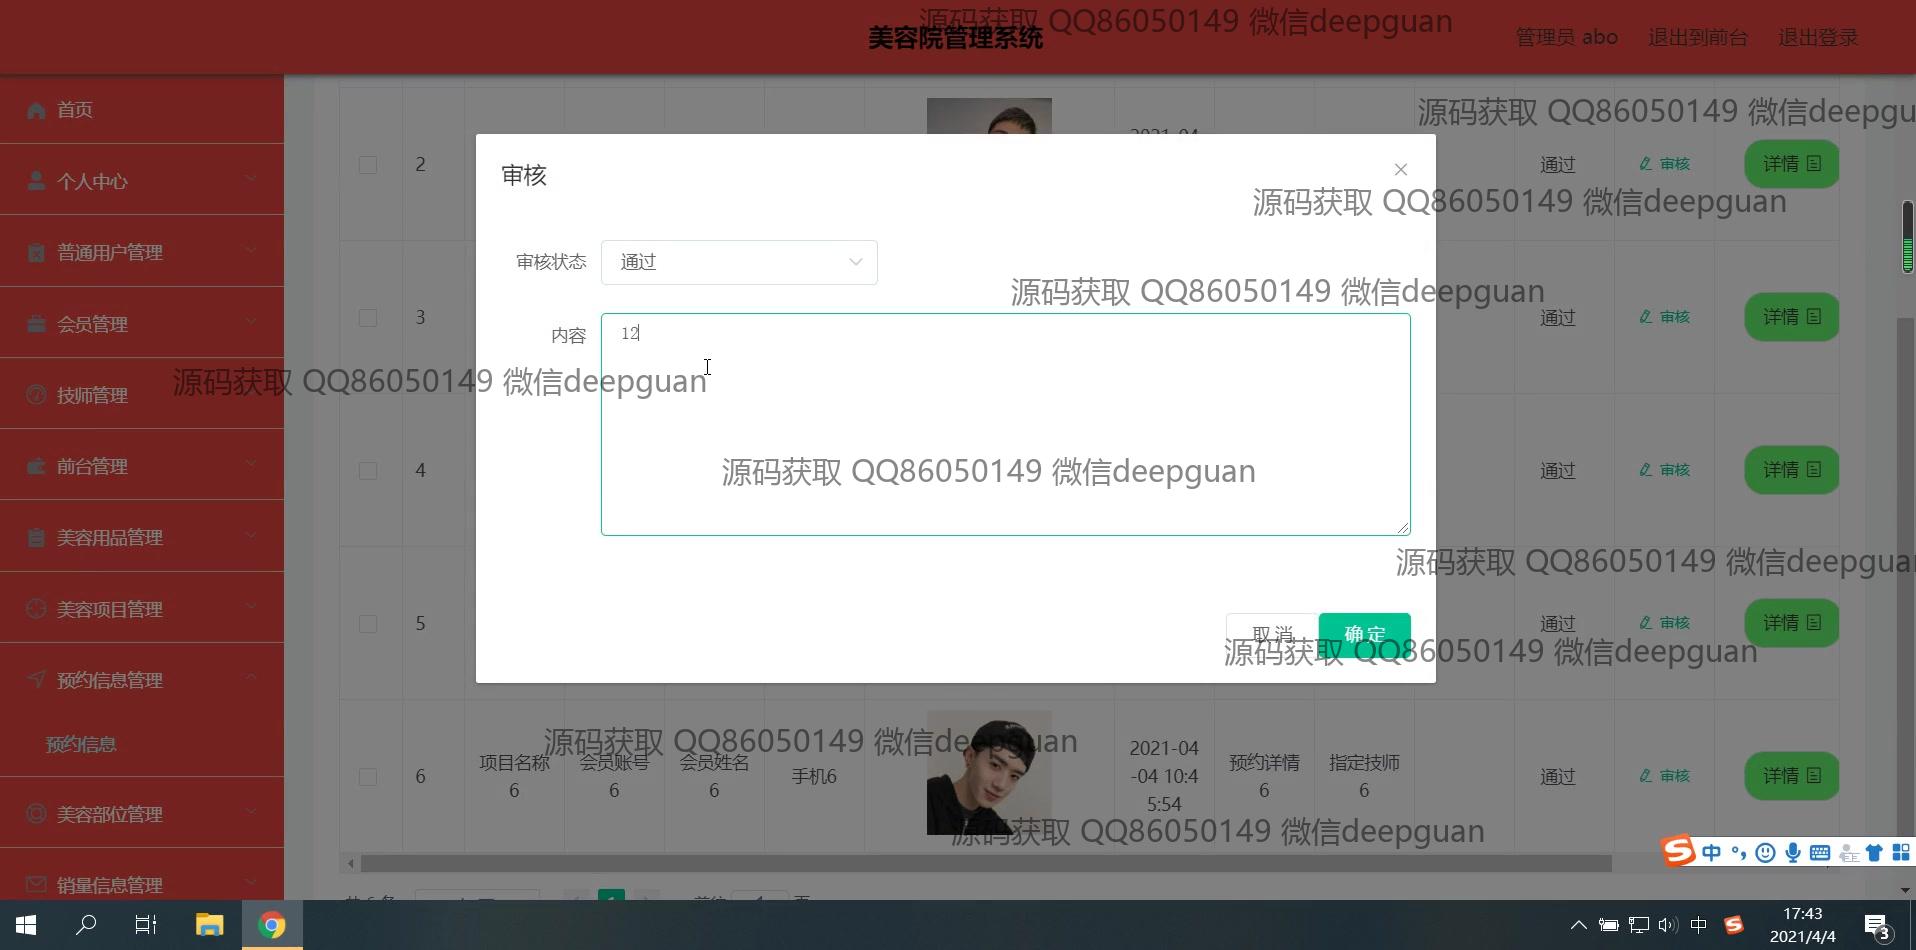 源码获取 QQ86050149 微信deepguan
美容院管理系统
管理员 abo 退出到前台 退出登录
首页
源码获取 QQ86050149 微信deepgu
2 通过 审核 详情
审核
个人中心
源码获取 QQ86050149 微信deepguan
普通用户管理
审核状态 通过
源码获取 QQ86050149 微信deepguan
会员管理
3 通过 审核 详情
内容 12
源码获取 QQ86050149 微信deepguan
技师管理
前台管理
4 通过 审核 详情
源码获取 QQ86050149 微信deepguan
美容用品管理
源码获取 QQ86050149 微信deepguan
美容项目管理
5 通过 审核 详情
取消 确定
源码获取 QQ86050149 微信deepguan
预约信息管理
预约信息
源码获取 QQ86050149 微信deepguan
6 项目名称6 会员账号6 会员姓名6 手机6 2021-04-04 10:45:54 预约详情6 指定技师6 通过 审核 详情
美容部位管理
源码获取 QQ86050149 微信deepguan
中
销量信息管理
中
17:43
2021/4/4
3